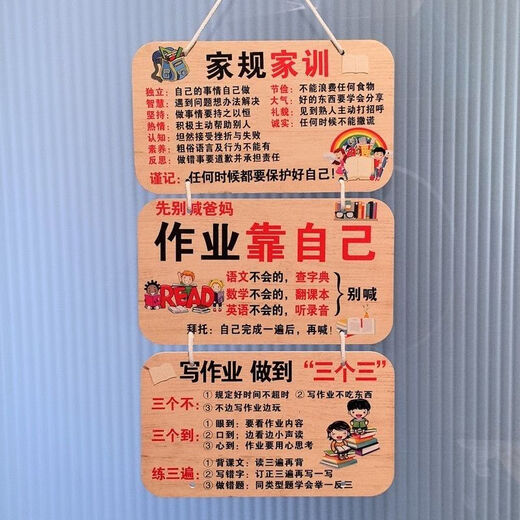 家规家训
独立：自己的事情自己做
智慧：遇到问题想办法解决
坚持：做事情要持之以恒
热情：积极主动帮助别人
认知：坦然接受挫折与失败
素养：粗俗语言及行为不能有
反思：做错事要道歉并承担责任
节俭：不能浪费任何食物
大气：好的东西要学会分享
礼貌：见到熟人主动打招呼
诚实：任何时候不能撒谎
谨记：任何时候都要保护好自己！
先别喊爸妈
作业靠自己
READ
语文不会的，查字典
数学不会的，翻课本
英语不会的，听录音
别喊
拜托：自己完成一遍后，再喊！
写作业 做到“三个三”
三个不：①规定好时间不超时 ②写作业不吃东西
③不边写作业边玩
三个到：①眼到：要看作业内容
②口到：边看边小声读
③心到：作业要用心思考
练三遍：①背课文：读三遍再背
②写错字：订正三遍再写一写
③做错题：同类型题学会举一反三